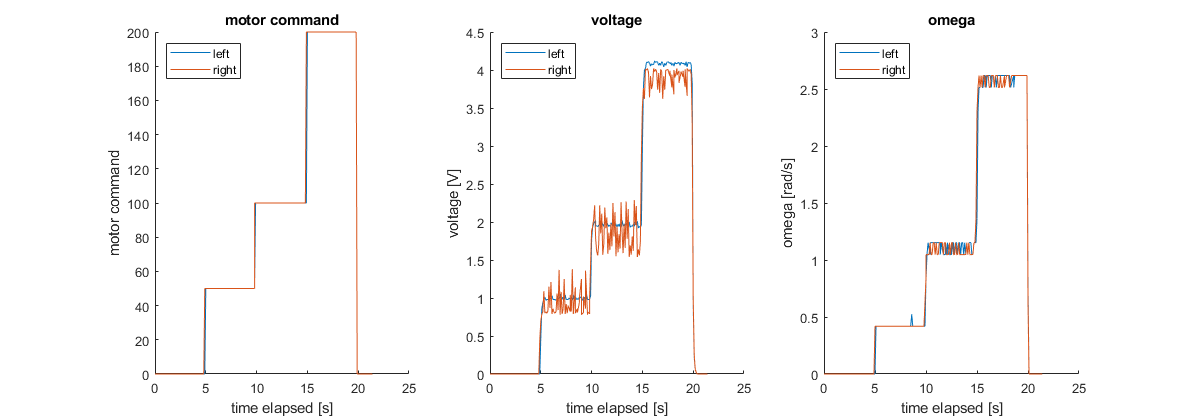 motor command
motor command
200
180
160
140
120
100
80
60
40
20
0
0 5 10 15 20 25
time elapsed [s]
left
right
voltage
voltage [V]
4.5
4
3.5
3
2.5
2
1.5
1
0.5
0
0 5 10 15 20 25
time elapsed [s]
left
right
omega
omega [rad/s]
3
2.5
2
1.5
1
0.5
0
0 5 10 15 20 25
time elapsed [s]
left
right